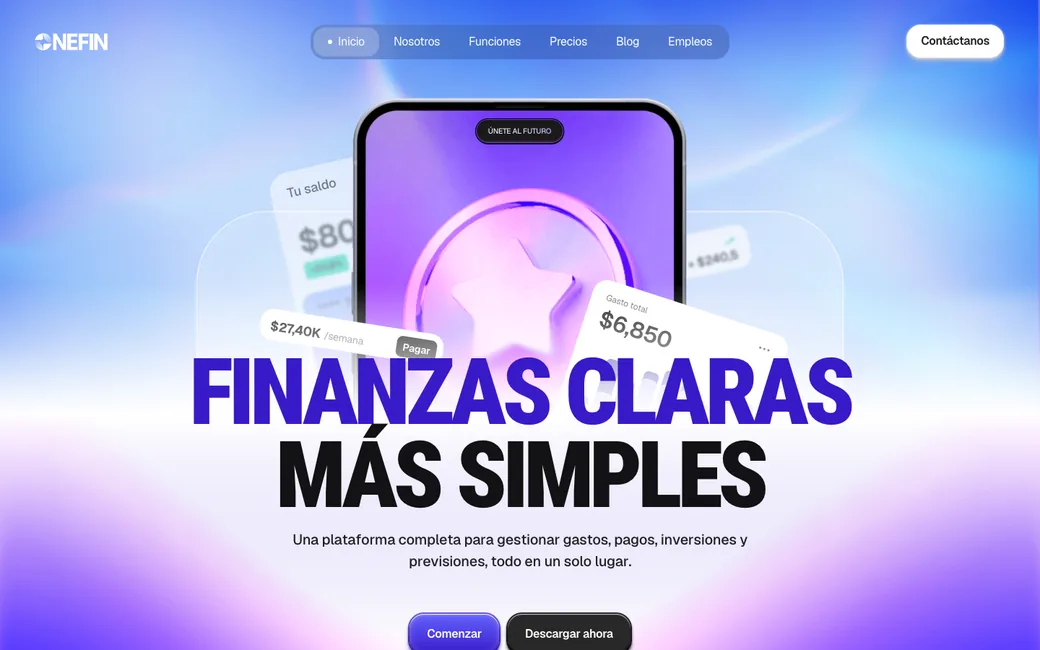 ONEFIN
Inicio
Nosotros
Funciones
Precios
Blog
Empleos
Contáctanos
ÚNETE AL FUTURO
Tu saldo
$80
+ $240,5
Gasto total
$6,850
$27,40K /semana
Pagar
FINANZAS CLARAS
MÁS SIMPLES
Una plataforma completa para gestionar gastos, pagos, inversiones y
previsiones, todo en un solo lugar.
Comenzar
Descargar ahora